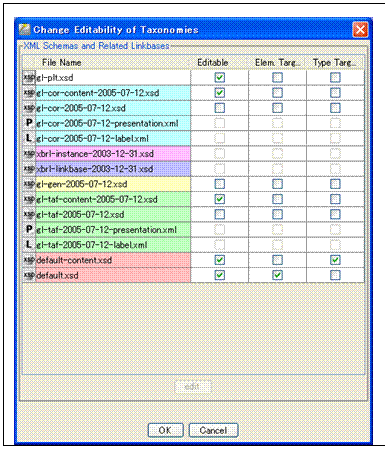 Change Editability of Taxonomies
XML Schemas and Related Linkbases
File Name Editable Elem. Targ... Type Targ...
XSD gl-plt.xsd
XSD gl-cor-content-2005-07-12.xsd
XSD gl-cor-2005-07-12.xsd
P gl-cor-2005-07-12-presentation.xml
L gl-cor-2005-07-12-label.xml
XSD xbrl-instance-2003-12-31.xsd
XSD xbrl-linkbase-2003-12-31.xsd
XSD gl-gen-2005-07-12.xsd
XSD gl-taf-content-2005-07-12.xsd
XSD gl-taf-2005-07-12.xsd
P gl-taf-2005-07-12-presentation.xml
L gl-taf-2005-07-12-label.xml
XSD default-content.xsd
XSD default.xsd
edit
OK Cancel